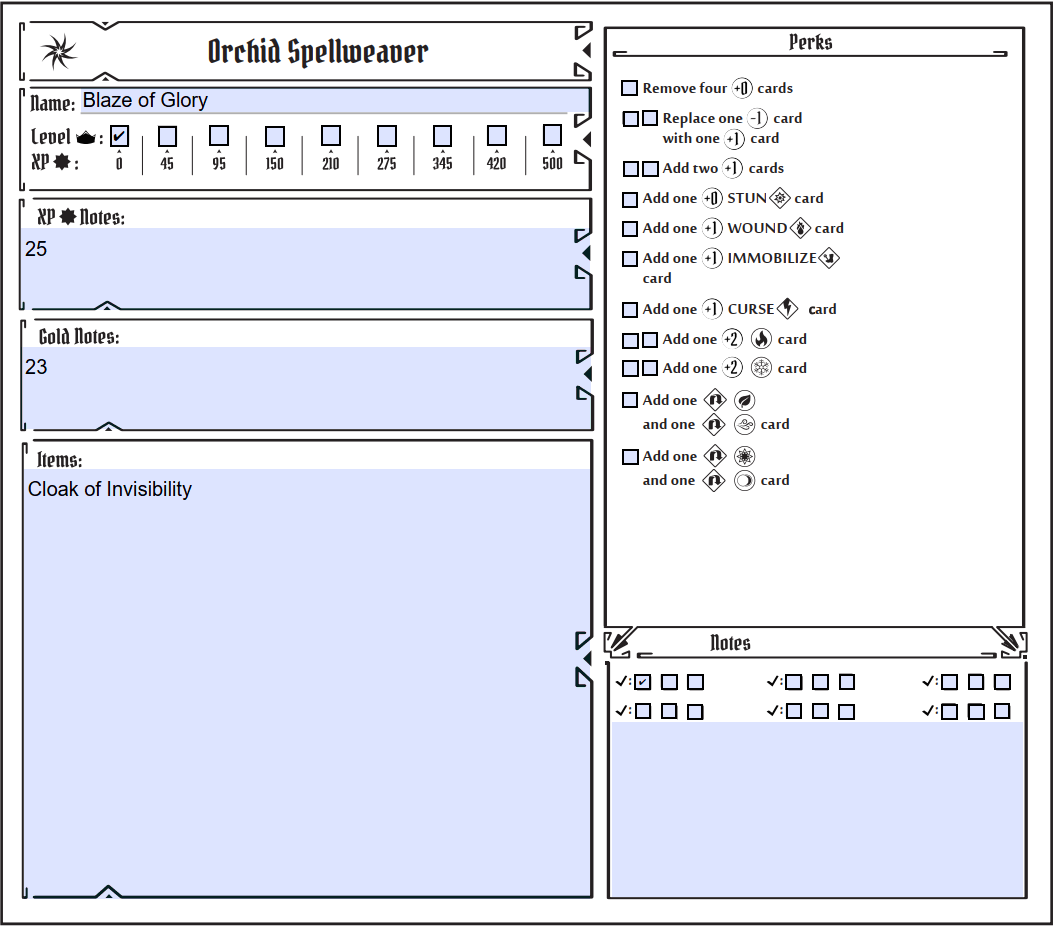 Orchid Spellweaver
Name: Blaze of Glory
Level : ✔
XP : 0 45 95 150 210 275 345 420 500
XP Notes:
25
Gold Notes:
23
Items:
Cloak of Invisibility
Perks
Remove four +0 cards
Replace one -1 card
with one +1 card
Add two +1 cards
Add one +0 STUN card
Add one +1 WOUND card
Add one +1 IMMOBILIZE
card
Add one +1 CURSE card
Add one +2 card
Add one +2 card
Add one
and one card
Add one
and one card
Notes
✓: ✓ ✓: ✓:
✓: ✓: ✓: